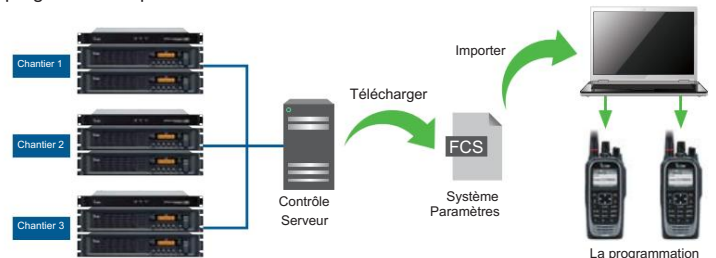 Chantier 1
Chantier 2
Chantier 3
Contrôle
Serveur
Télécharger
FCS
Système
Paramètres
Importer
La programmation